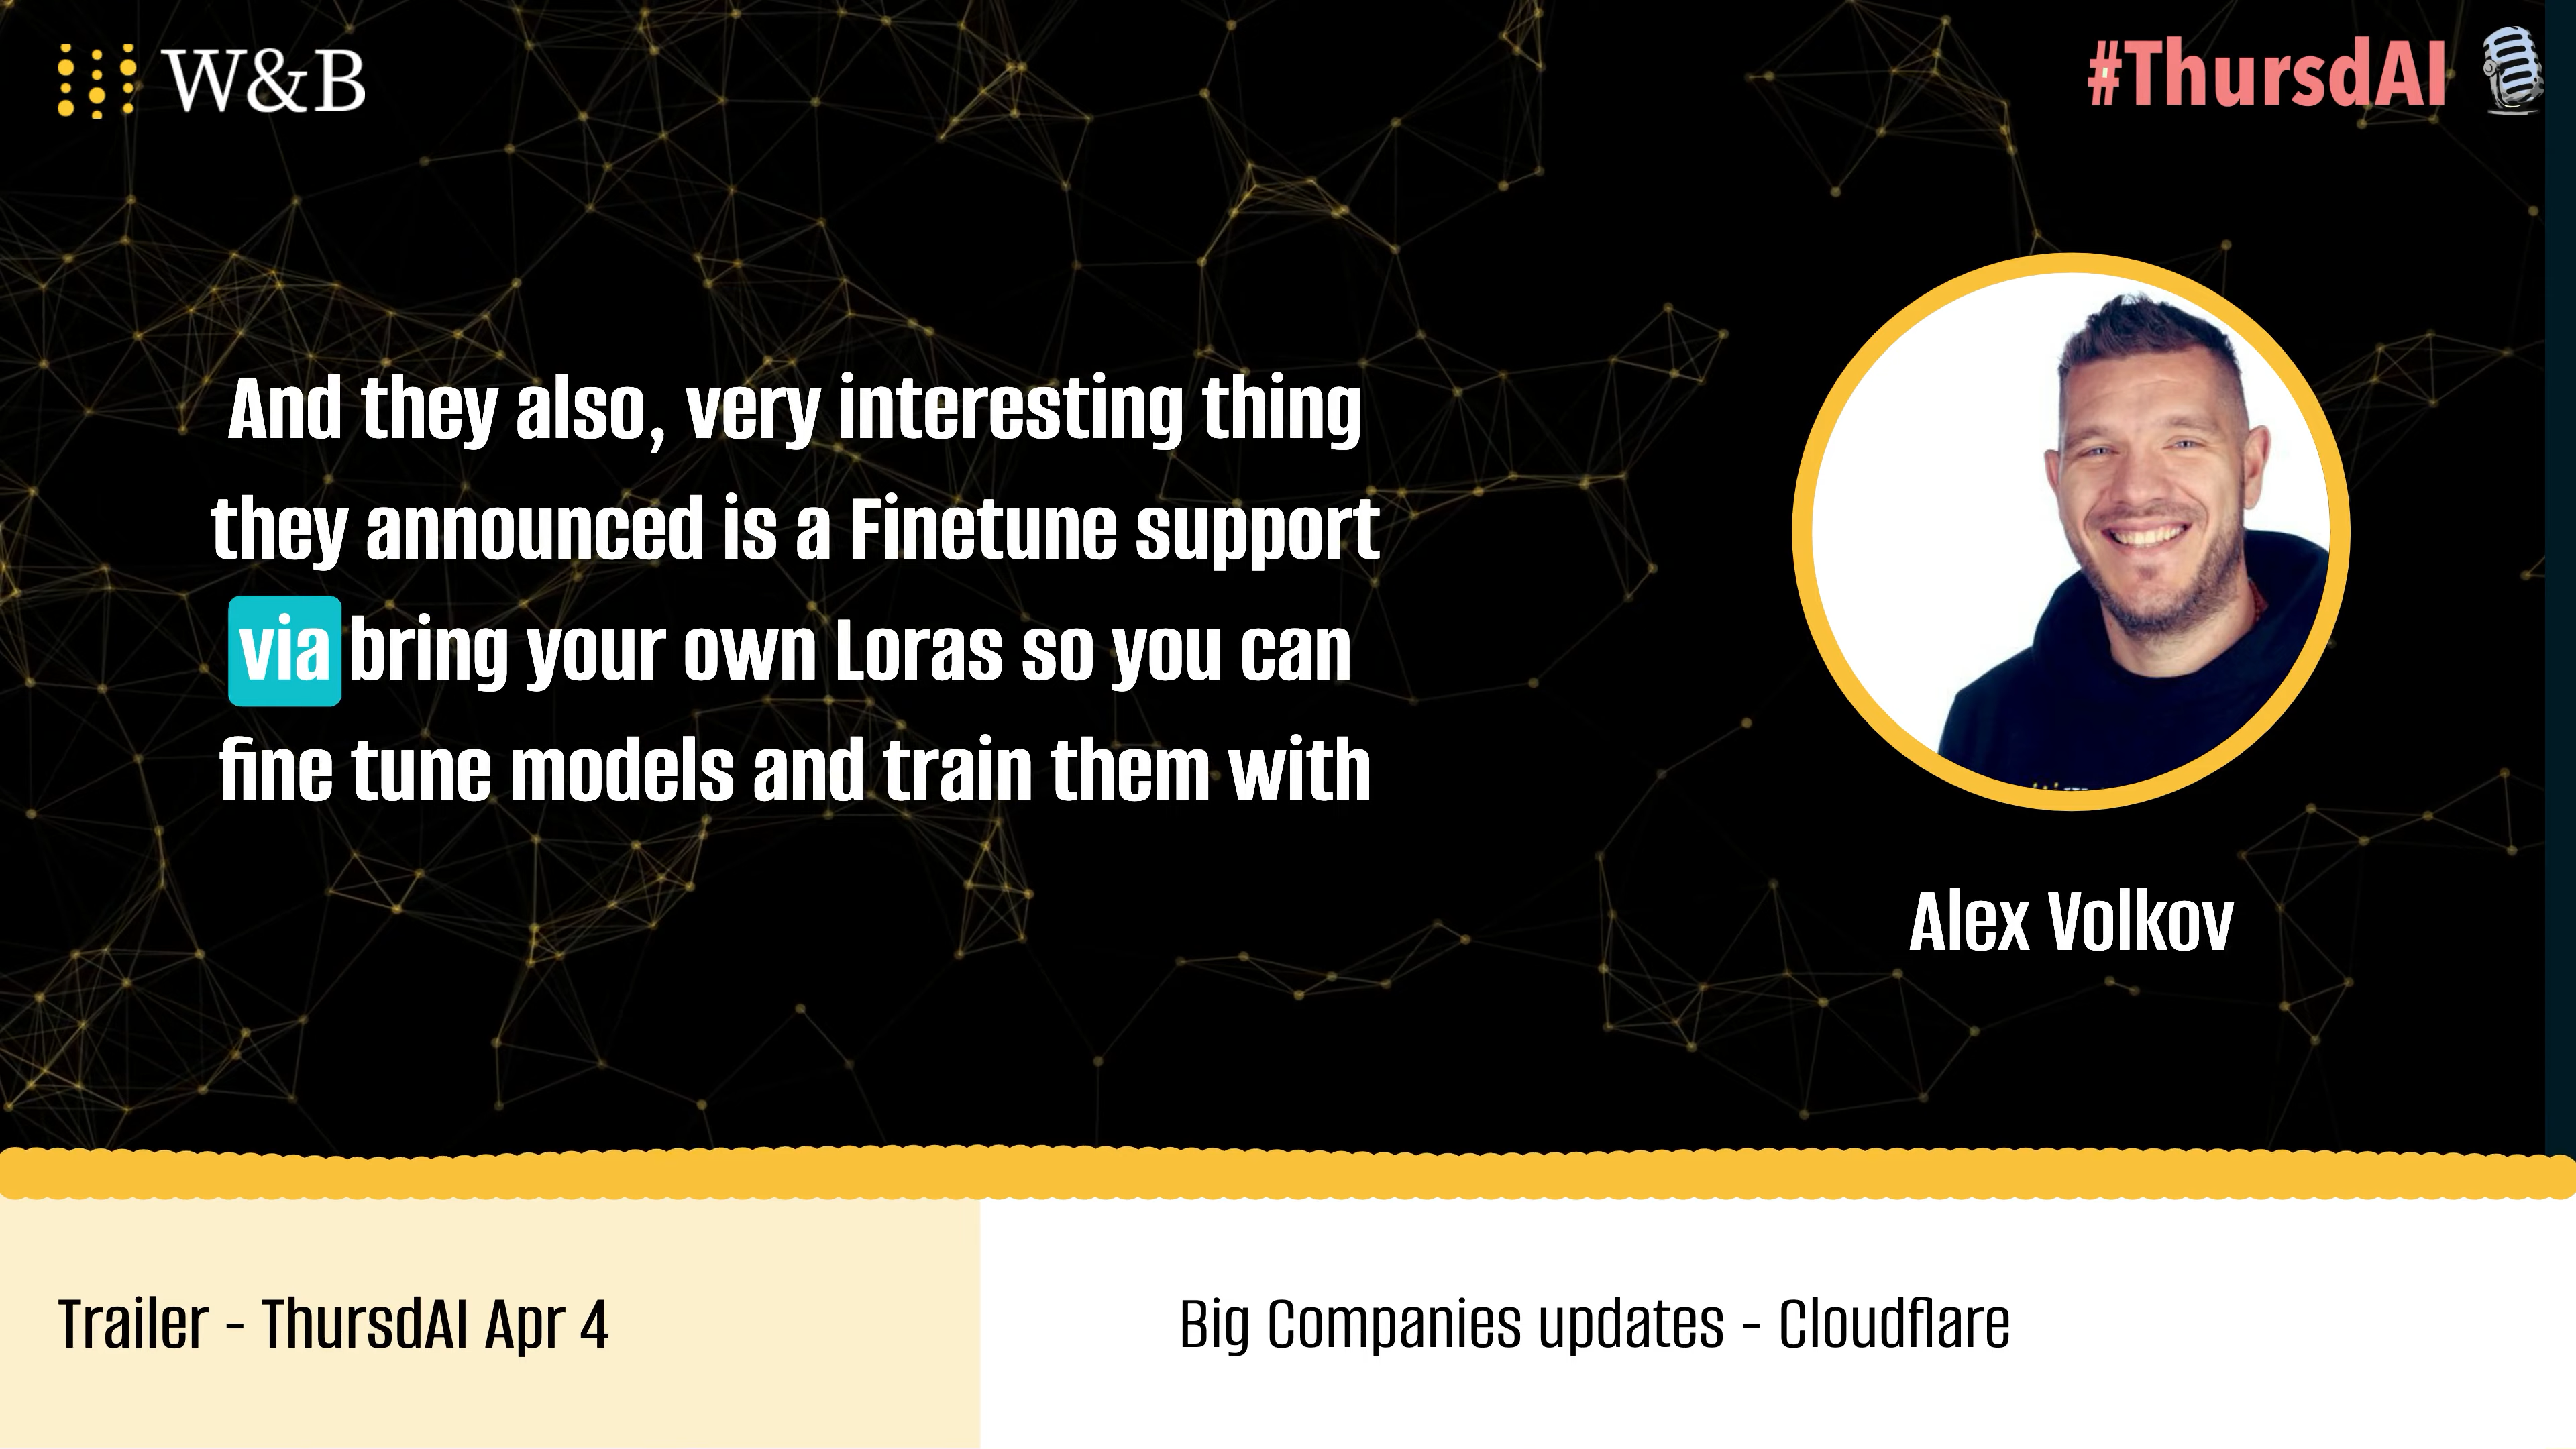 W&B
#ThursdAI
And they also, very interesting thing
they announced is a Finetune support
via bring your own Loras so you can
fine tune models and train them with
Alex Volkov
Trailer - ThursdAI Apr 4
Big Companies updates - Cloudflare